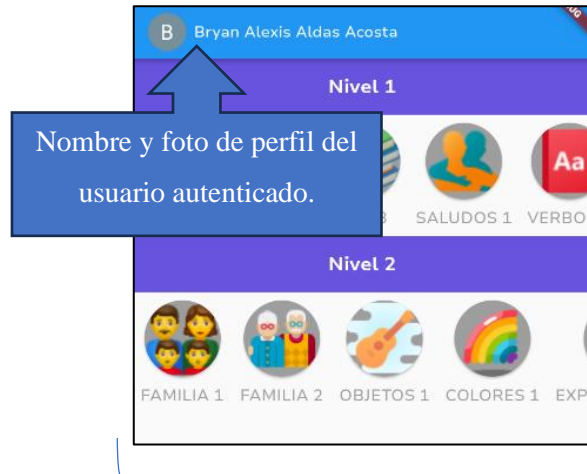 B Bryan Alexis Aldas Acosta
Nivel 1
Nombre y foto de perfil del
usuario autenticado.
Aa
SALUDOS 1 VERBO
Nivel 2
FAMILIA 1 FAMILIA 2 OBJETOS 1 COLORES 1 EXP